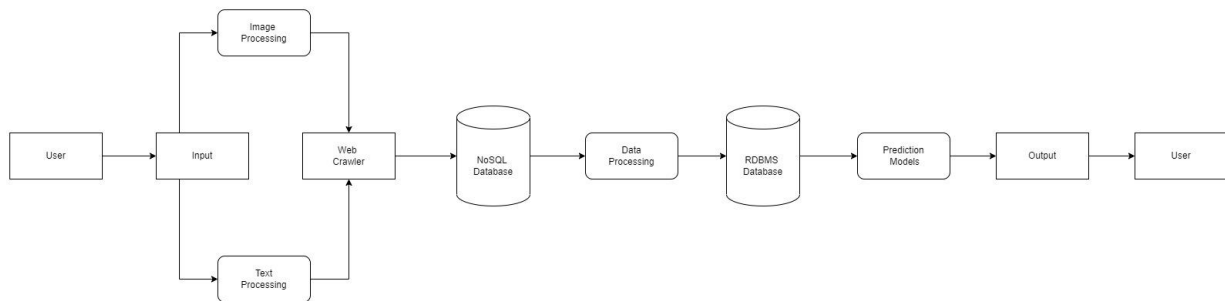 Image
Processing
User
Input
Web
Crawler
NoSQL
Database
Data
Processing
RDBMS
Database
Prediction
Models
Output
User
Text
Processing